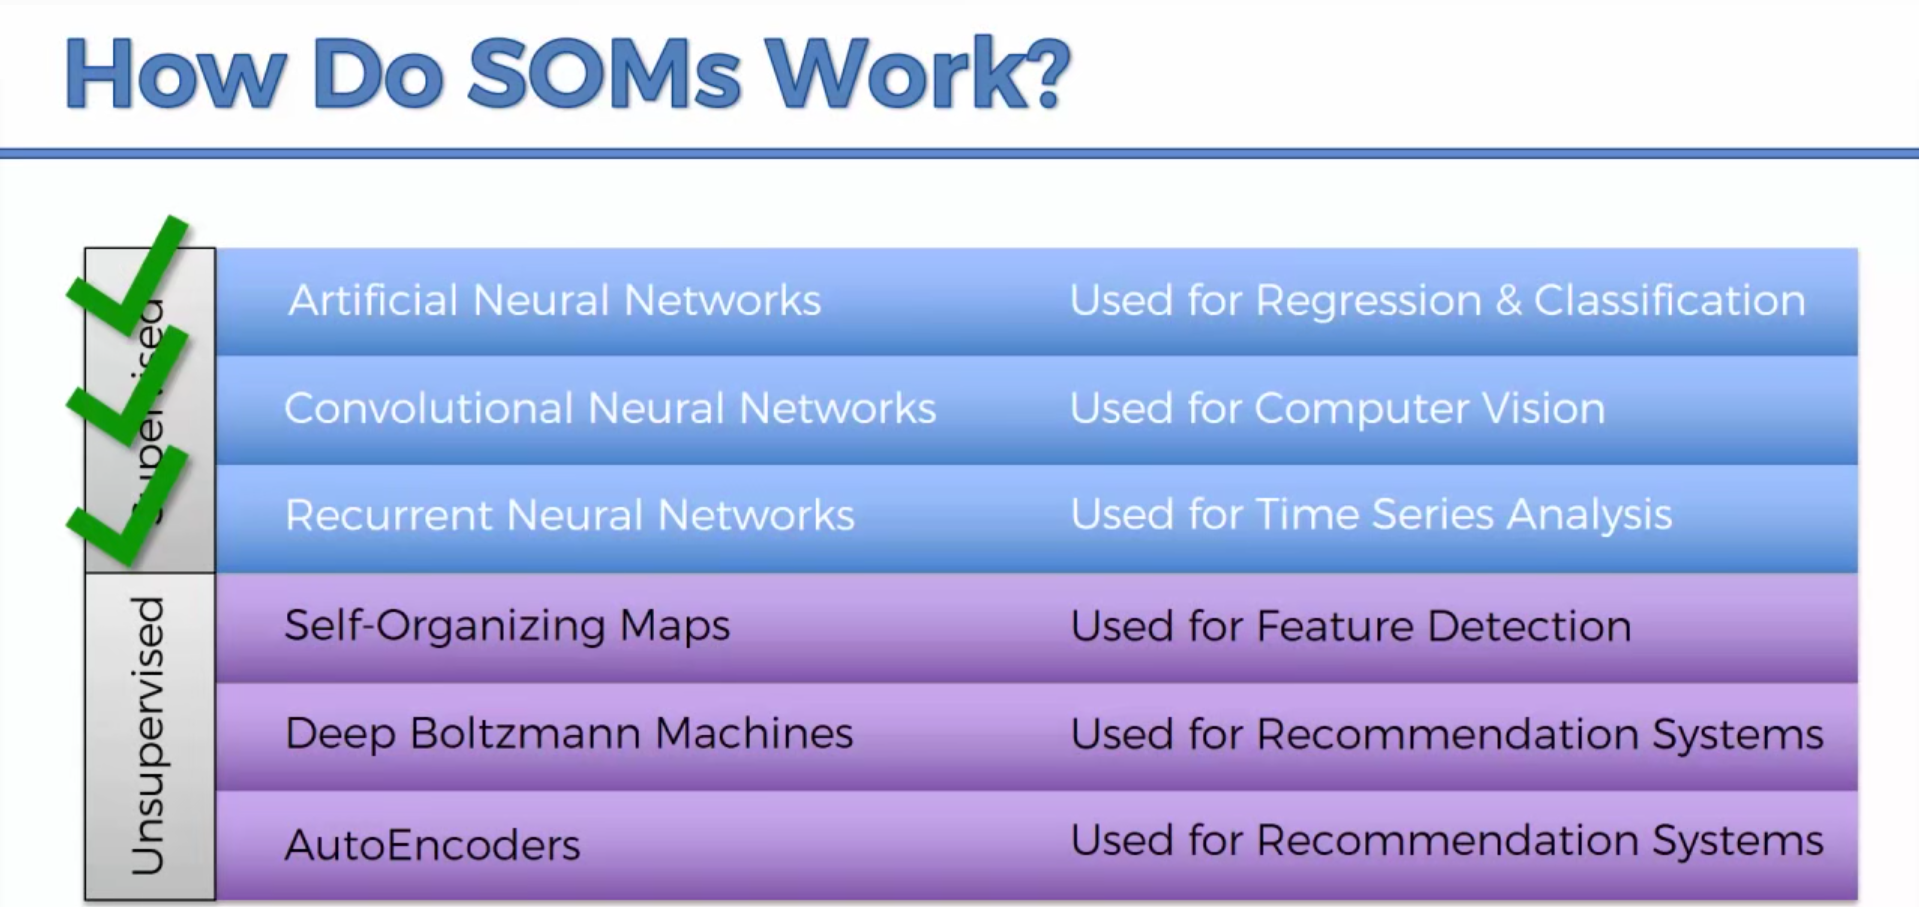 How Do SOMs Work?
Supervised
Artificial Neural Networks Used for Regression & Classification
Convolutional Neural Networks Used for Computer Vision
Recurrent Neural Networks Used for Time Series Analysis
Unsupervised
Self-Organizing Maps Used for Feature Detection
Deep Boltzmann Machines Used for Recommendation Systems
AutoEncoders Used for Recommendation Systems